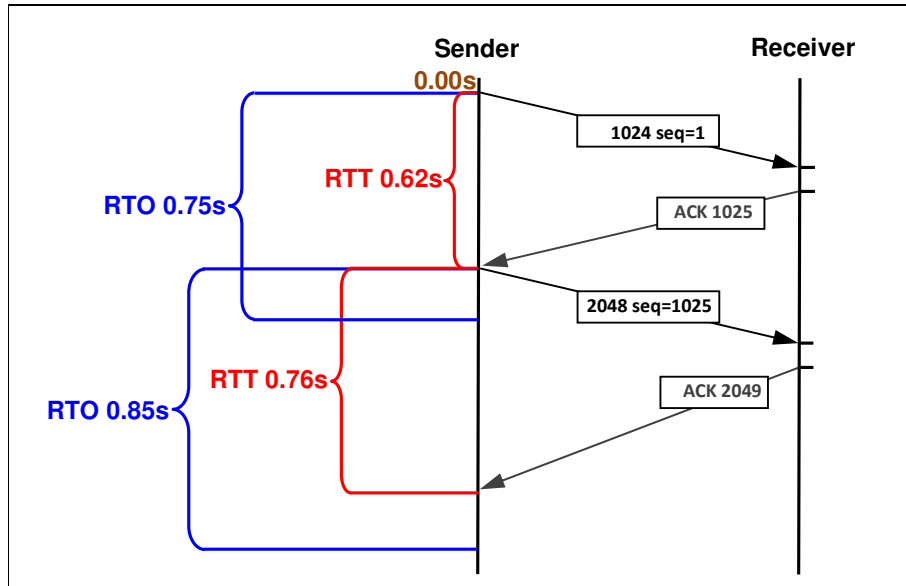 Sender
Receiver
0.00s
1024 seq=1
RTT 0.62s
RTO 0.75s
ACK 1025
2048 seq=1025
RTT 0.76s
ACK 2049
RTO 0.85s